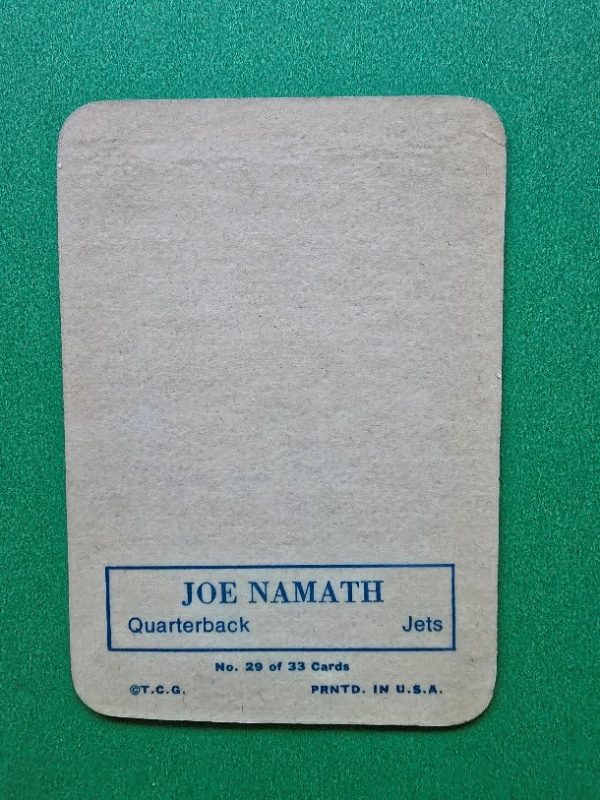 JOE NAMATH
Quarterback Jets
No. 29 of 33 Cards
©T.C.G. PRNTD. IN U.S.A.